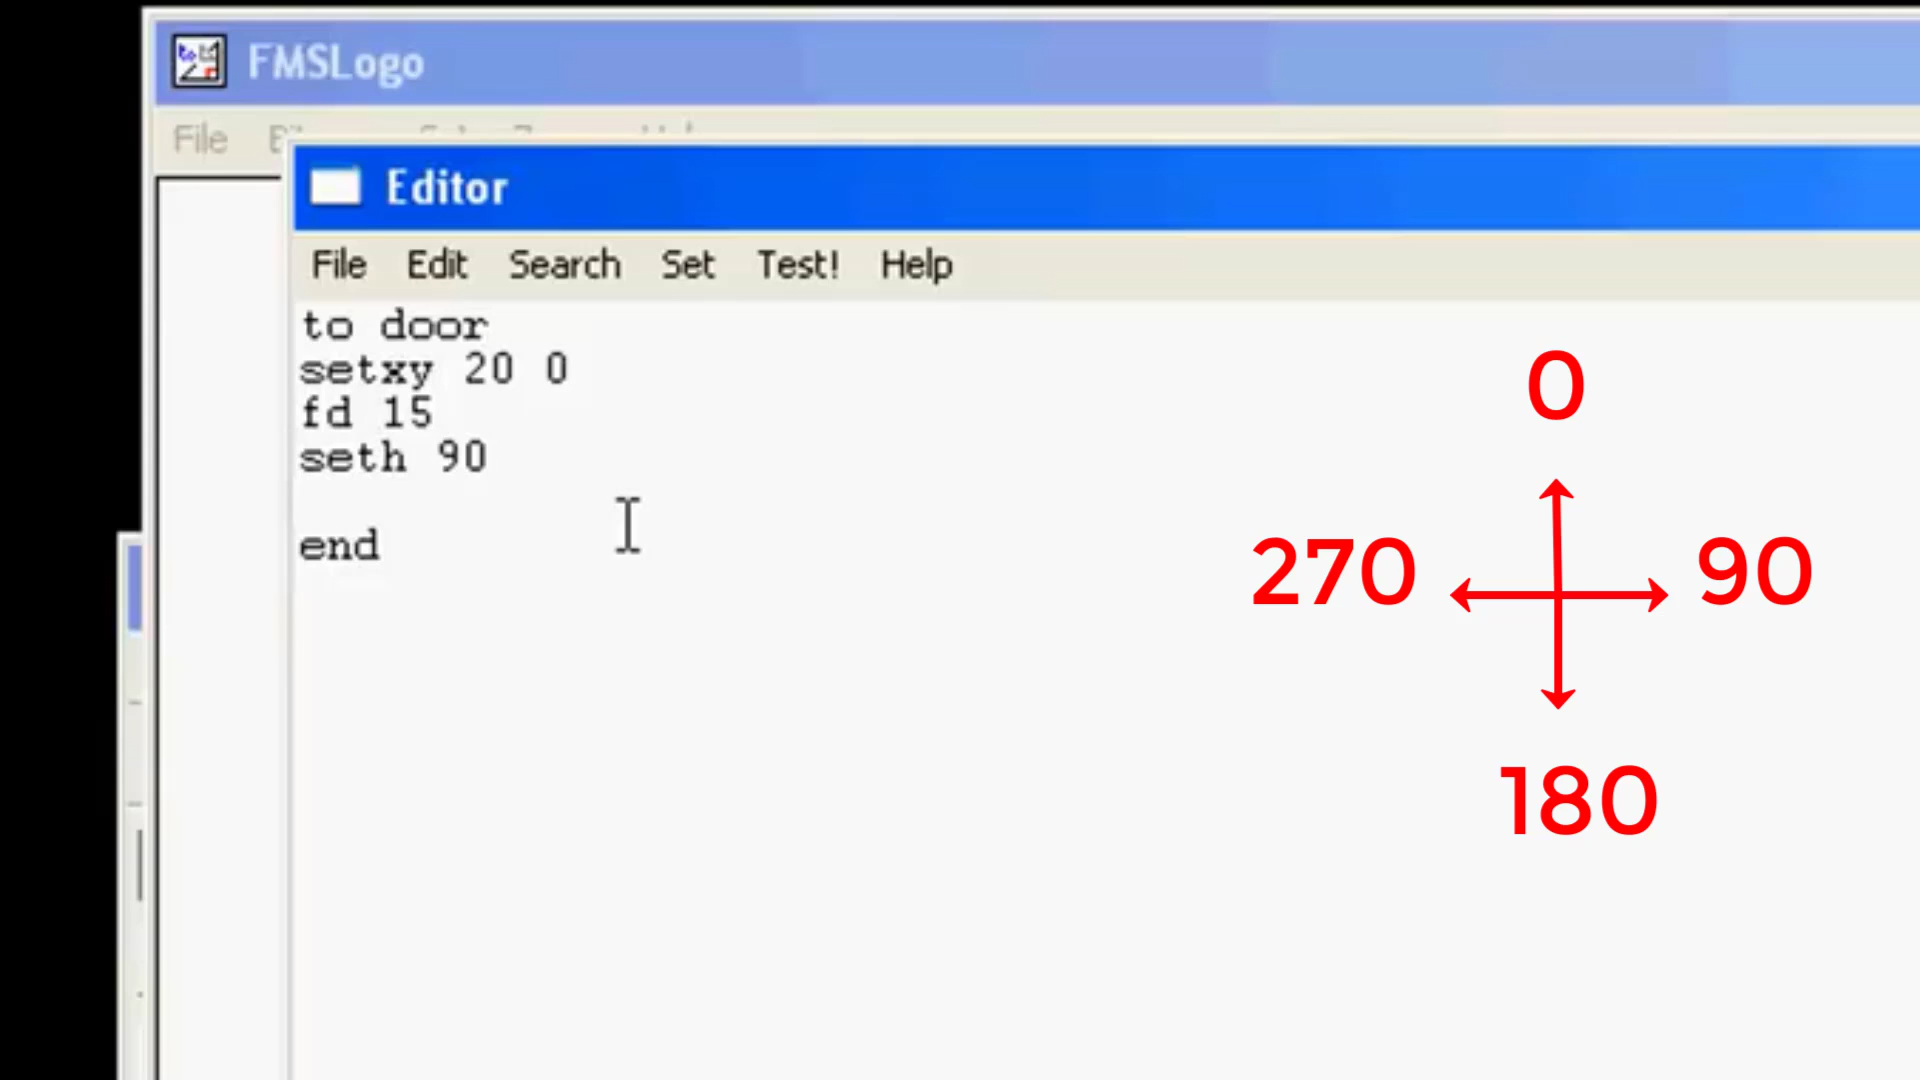 FMSLogo
File
Editor
File Edit Search Set Test! Help
to door
setxy 20 0
fd 15
seth 90
end
0
270 90
180